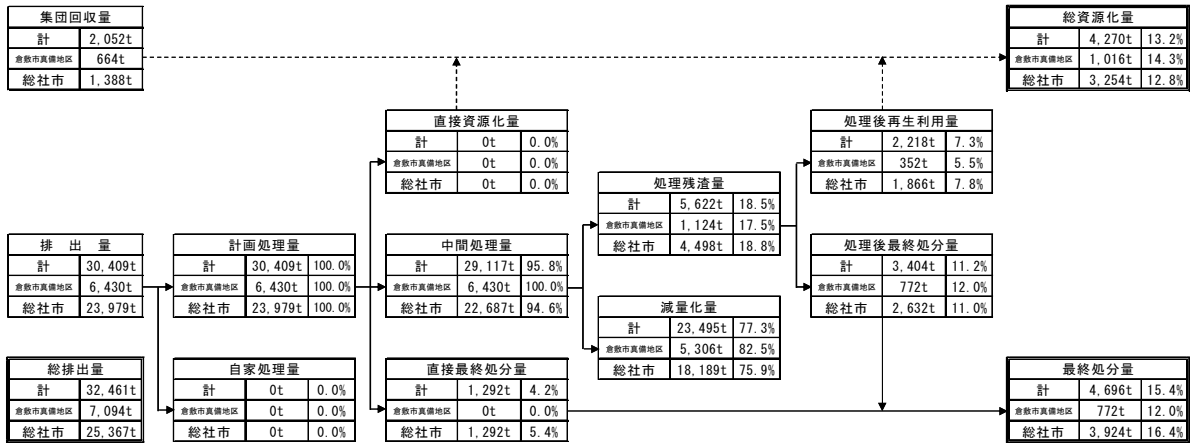 集団回収量
計 2,052t
倉敷市真備地区 664t
総社市 1,388t
総資源化量
計 4,270t 13.2%
倉敷市真備地区 1,016t 14.3%
総社市 3,254t 12.8%
直接資源化量
計 0t 0.0%
倉敷市真備地区 0t 0.0%
総社市 0t 0.0%
処理後再生利用量
計 2,218t 7.3%
倉敷市真備地区 352t 5.5%
総社市 1,866t 7.8%
処理残渣量
計 5,622t 18.5%
倉敷市真備地区 1,124t 17.5%
総社市 4,498t 18.8%
排出量
計 30,409t
倉敷市真備地区 6,430t
総社市 23,979t
計画処理量
計 30,409t 100.0%
倉敷市真備地区 6,430t 100.0%
総社市 23,979t 100.0%
中間処理量
計 29,117t 95.8%
倉敷市真備地区 6,430t 100.0%
総社市 22,687t 94.6%
処理後最終処分量
計 3,404t 11.2%
倉敷市真備地区 772t 12.0%
総社市 2,632t 11.0%
減量化量
計 23,495t 77.3%
倉敷市真備地区 5,306t 82.5%
総社市 18,189t 75.9%
総排出量
計 32,461t
倉敷市真備地区 7,094t
総社市 25,367t
自家処理量
計 0t 0.0%
倉敷市真備地区 0t 0.0%
総社市 0t 0.0%
直接最終処分量
計 1,292t 4.2%
倉敷市真備地区 0t 0.0%
総社市 1,292t 5.4%
最終処分量
計 4,696t 15.4%
倉敷市真備地区 772t 12.0%
総社市 3,924t 16.4%